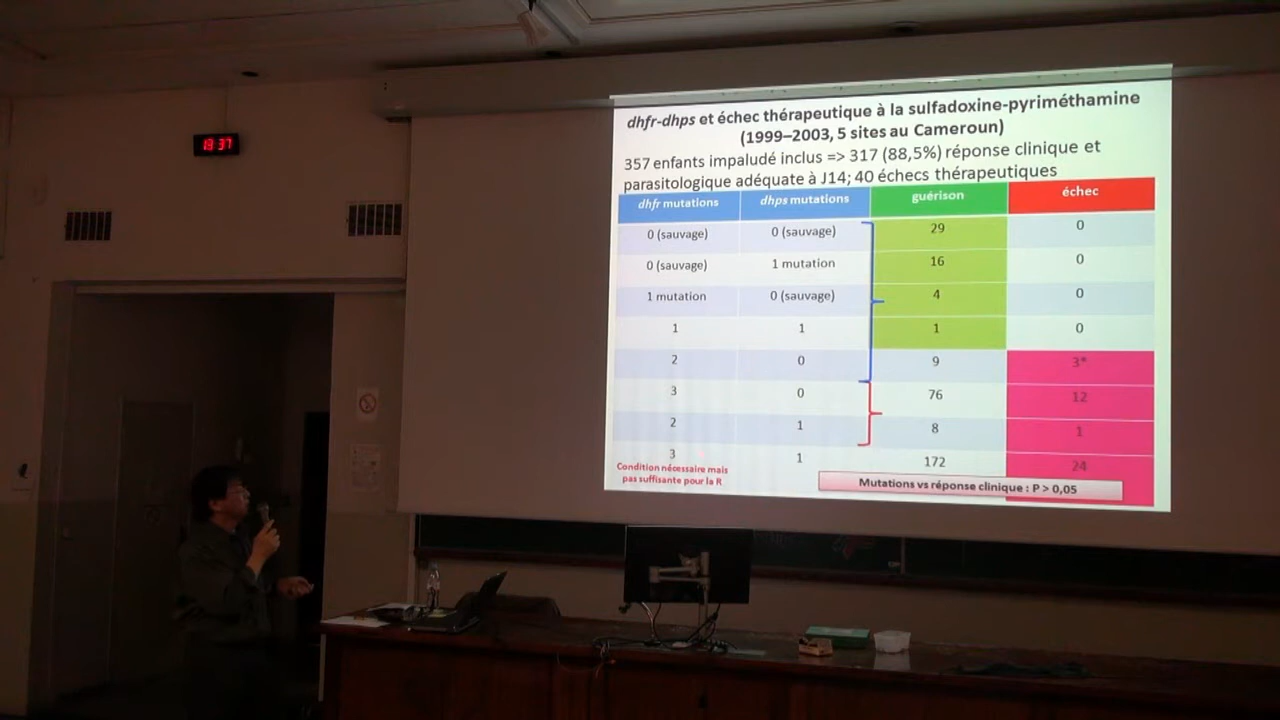 dhfr-dhps et échec thérapeutique à la sulfadoxine-pyriméthamine
(1999–2003, 5 sites au Cameroun)
357 enfants impaludé inclus => 317 (88,5%) réponse clinique et
parasitologique adéquate à J14; 40 échecs thérapeutiques
dhfr mutations dhps mutations guérison échec
0 (sauvage) 0 (sauvage) 29 0
0 (sauvage) 1 mutation 16 0
1 mutation 0 (sauvage) 4 0
1 1 1 0
2 0 9 3*
3 0 76 12
2 1 8 1
3 1 172 24
Condition nécessaire mais
pas suffisante pour la R
Mutations vs réponse clinique : P > 0,05